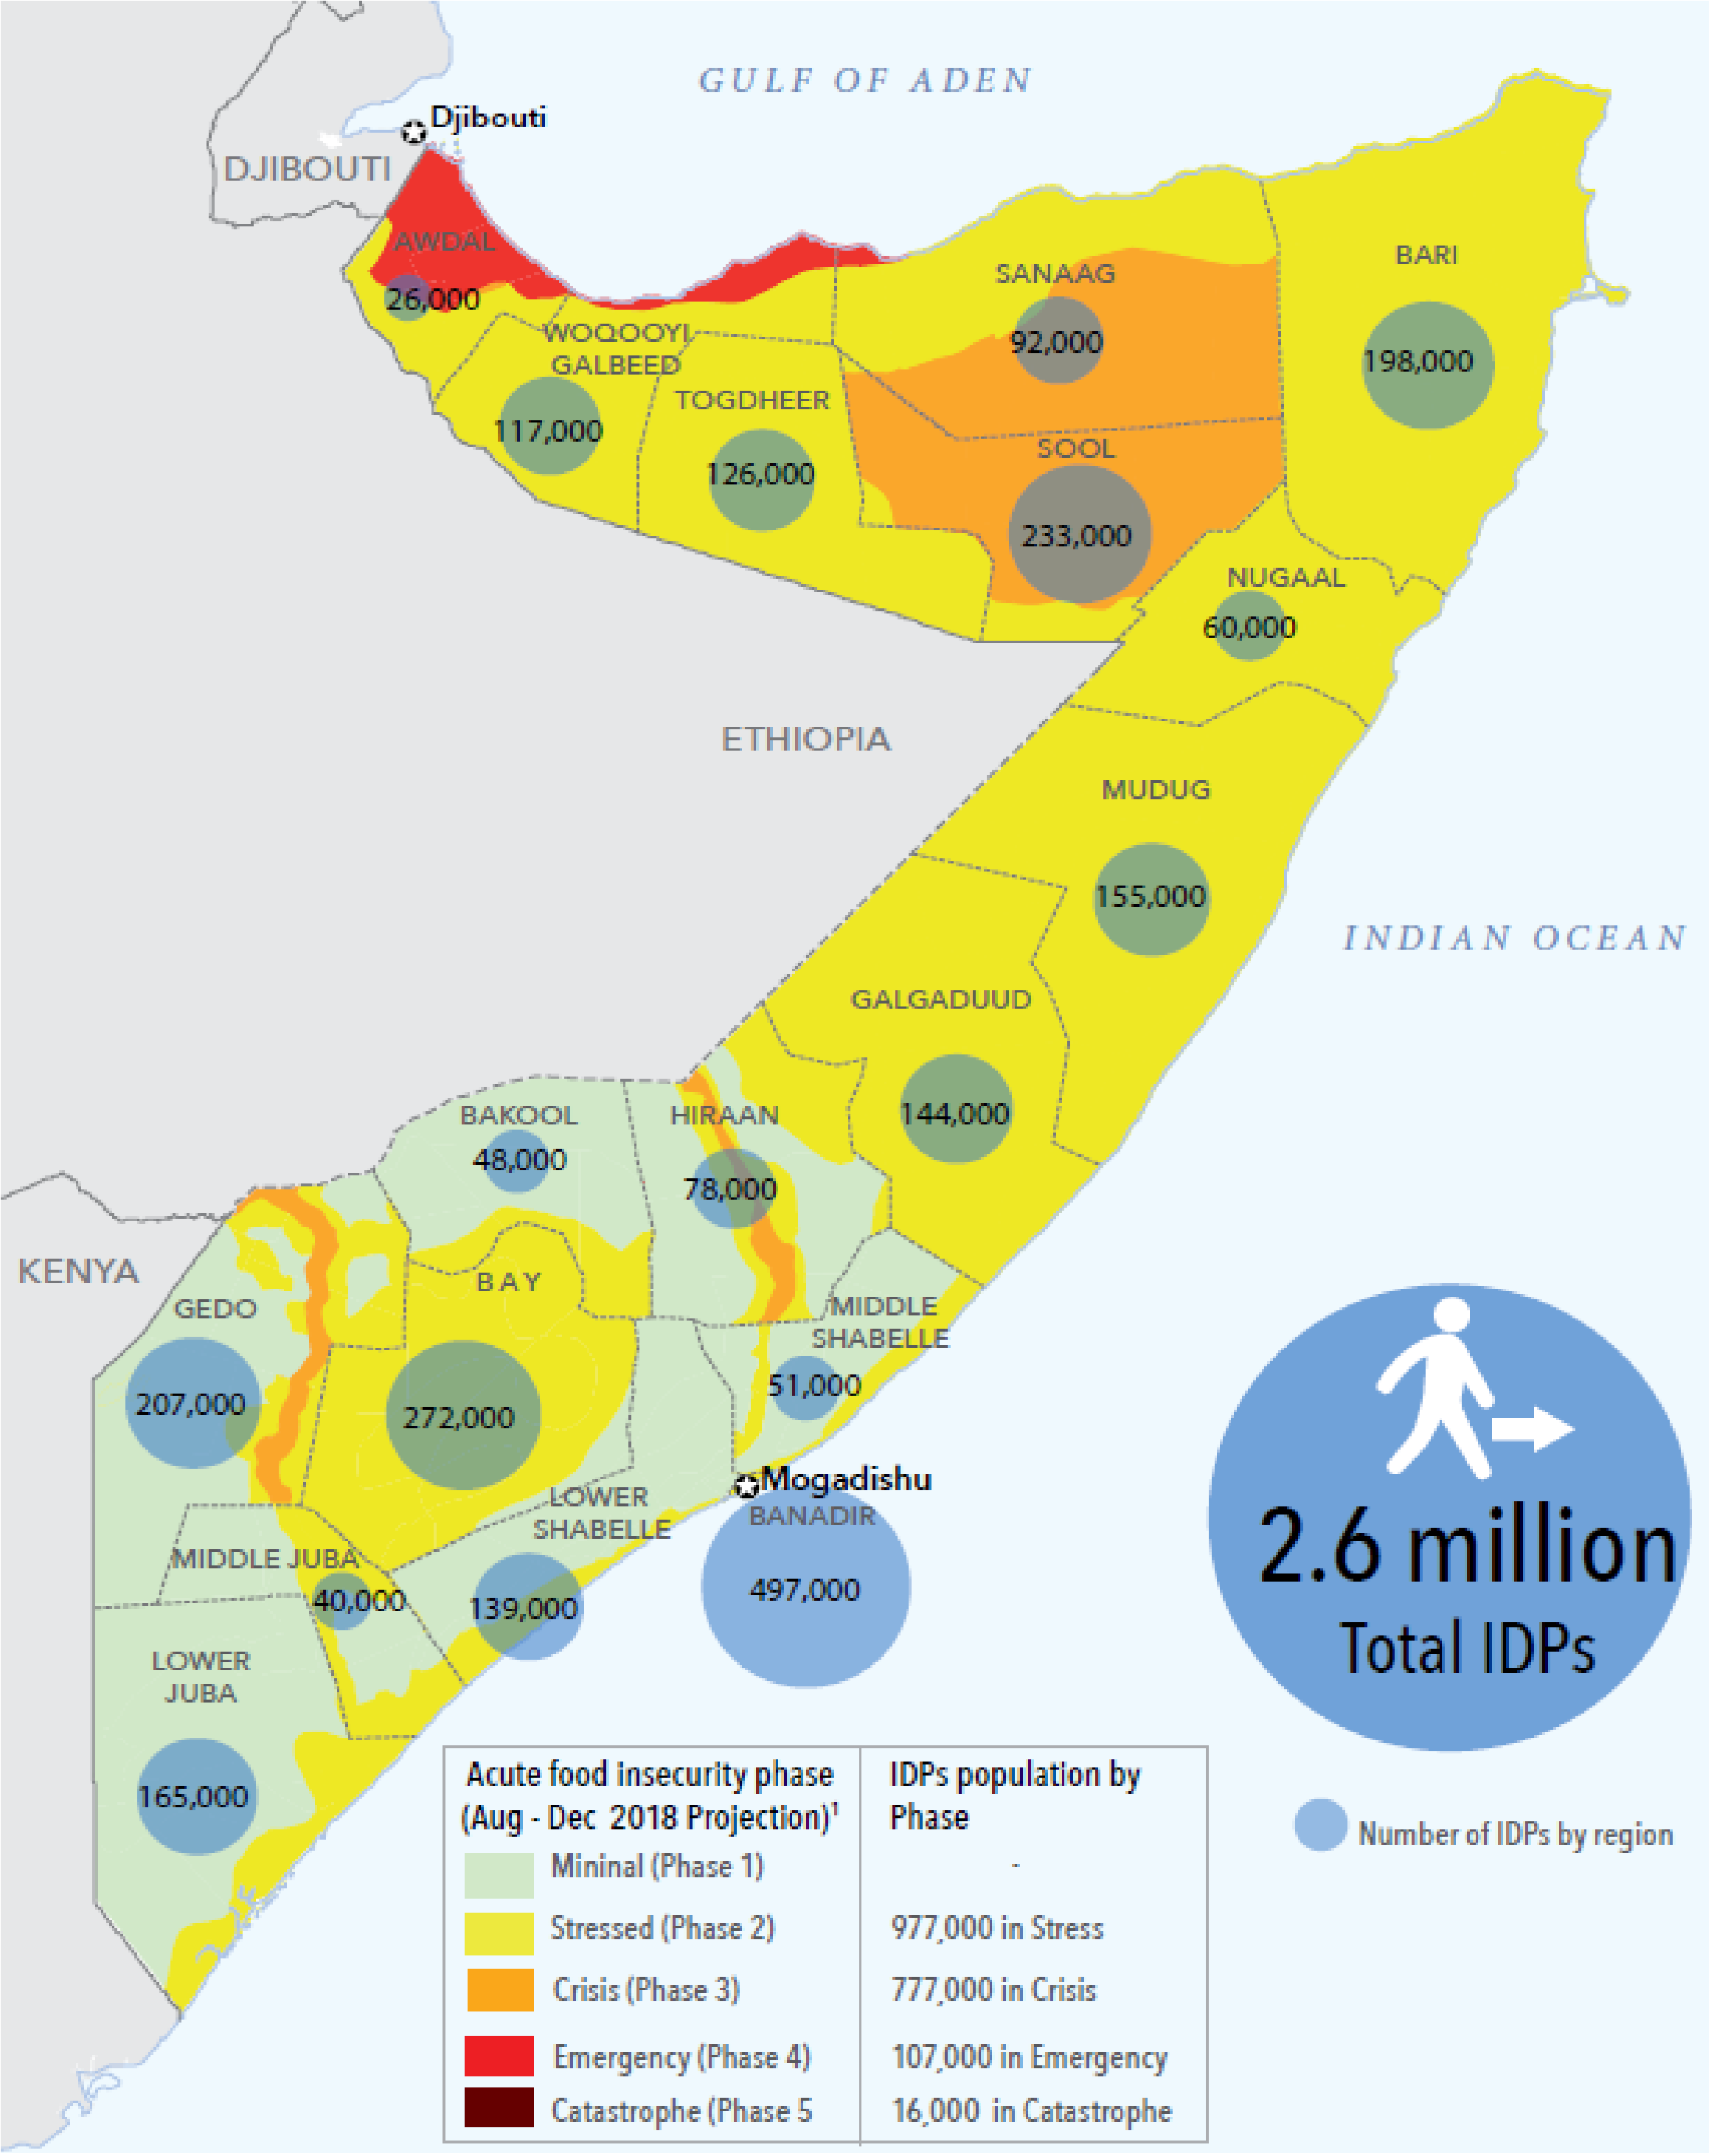 GULF OF ADEN
Djibouti
DJIBOUTI
AWDAL
26,000
WOQOOYI
GALBEED
117,000
TOGDHEER
126,000
SANAAG
92,000
BARI
198,000
SOOL
233,000
NUGAAL
60,000
ETHIOPIA
MUDUG
155,000
INDIAN OCEAN
GALGADUUD
144,000
BAKOOL
48,000
HIRAAN
78,000
KENYA
GEDO
207,000
BAY
272,000
MIDDLE
SHABELLE
51,000
Mogadishu
BANADIR
497,000
LOWER
SHABELLE
139,000
MIDDLE JUBA
40,000
LOWER
JUBA
165,000
2.6 million
Total IDPs
Number of IDPs by region
Acute food insecurity phase
(Aug - Dec 2018 Projection)¹
IDPs population by
Phase
Mininal (Phase 1)
-
Stressed (Phase 2)
977,000 in Stress
Crisis (Phase 3)
777,000 in Crisis
Emergency (Phase 4)
107,000 in Emergency
Catastrophe (Phase 5
16,000 in Catastrophe